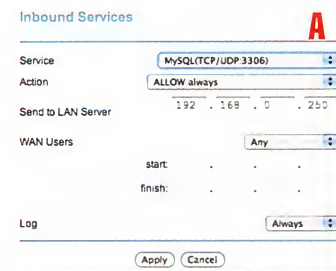 Inbound Services
A
Service MySQL(TCP/UDP:3306)
Action ALLOW always
Send to LAN Server 192 . 168 . 0 . 250
WAN Users Any
start: . . .
finish: . . .
Log Always
Apply Cancel